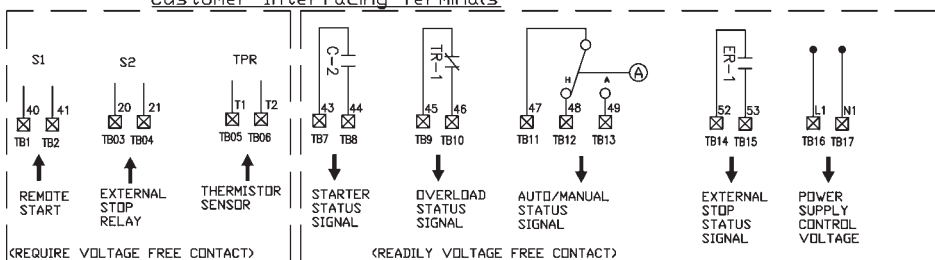 Customer Interfacing Terminals
S1
S2
TPR
C-2
TR-1
H
A
A
ER-1
40 41
20 21
T1 T2
43 44
45 46
47 48 49
52 53
L1 N1
TB1 TB2
TB03 TB04
TB05 TB06
TB7 TB8
TB9 TB10
TB11 TB12 TB13
TB14 TB15
TB16 TB17
REMOTE
START
EXTERNAL
STOP
RELAY
THERMISTOR
SENSOR
STARTER
STATUS
SIGNAL
OVERLOAD
STATUS
SIGNAL
AUTO/MANUAL
STATUS
SIGNAL
EXTERNAL
STOP
STATUS
SIGNAL
POWER
SUPPLY
CONTROL
VOLTAGE
(REQUIRE VOLTAGE FREE CONTACT)
(READILY VOLTAGE FREE CONTACT)